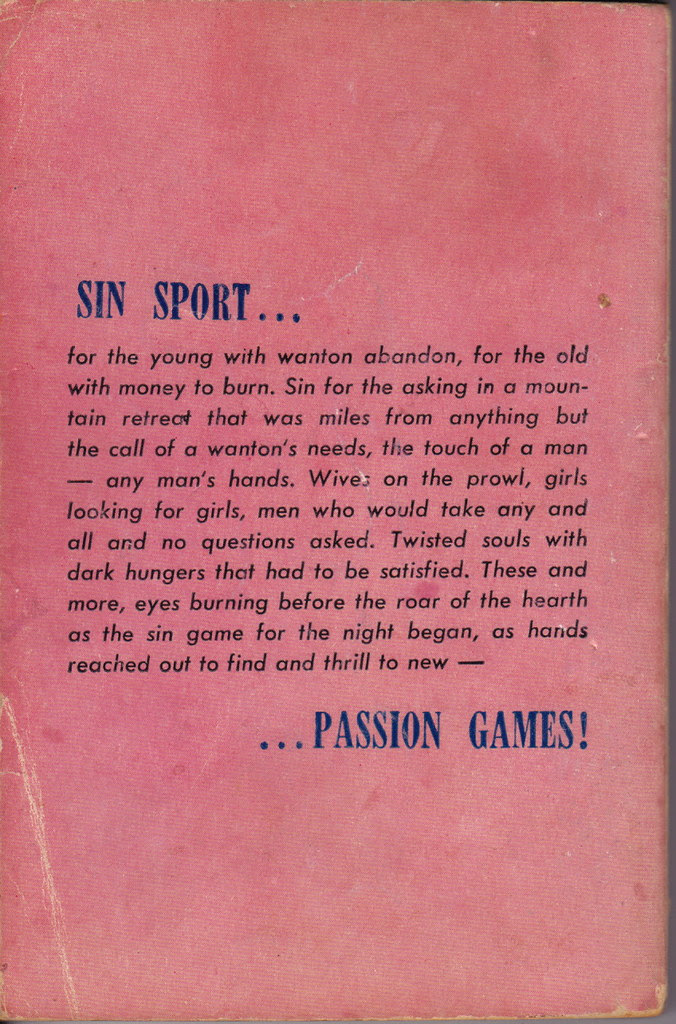 SIN SPORT...
for the young with wanton abandon, for the old
with money to burn. Sin for the asking in a moun-
tain retreat that was miles from anything but
the call of a wanton's needs, the touch of a man
— any man's hands. Wives on the prowl, girls
looking for girls, men who would take any and
all and no questions asked. Twisted souls with
dark hungers that had to be satisfied. These and
more, eyes burning before the roar of the hearth
as the sin game for the night began, as hands
reached out to find and thrill to new —
...PASSION GAMES!